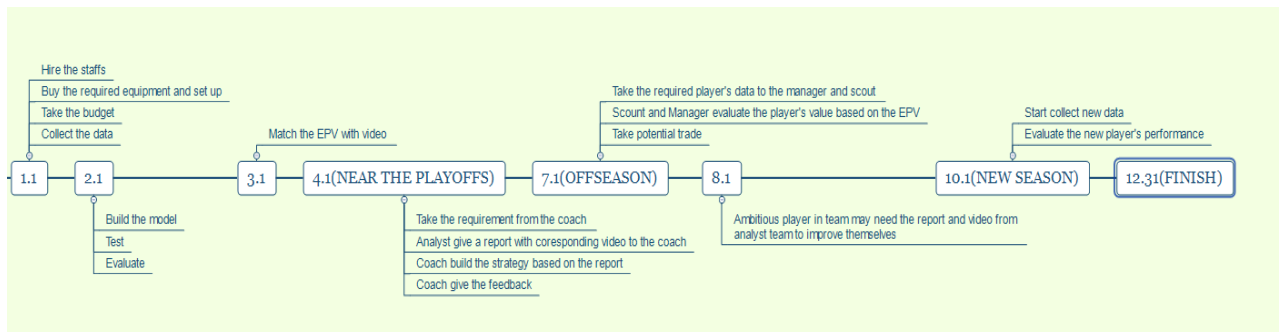 Hire the staffs
Buy the required equipment and set up
Take the budget
Collect the data
1.1
2.1
Build the model
Test
Evaluate
Match the EPV with video
3.1
4.1(NEAR THE PLAYOFFS)
Take the requirement from the coach
Analyst give a report with coresponding video to the coach
Coach build the strategy based on the report
Coach give the feedback
Take the required player's data to the manager and scout
Scount and Manager evaluate the player's value based on the EPV
Take potential trade
7.1(OFFSEASON)
8.1
Ambitious player in team may need the report and video from
analyst team to improve themselves
Start collect new data
Evaluate the new player's performance
10.1(NEW SEASON)
12.31(FINISH)